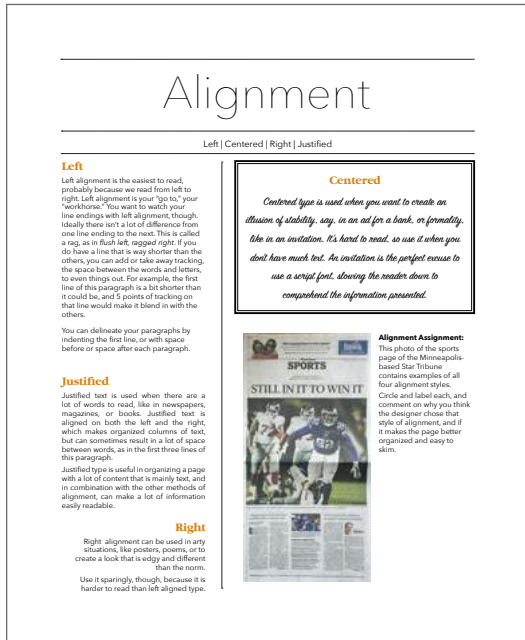 Alignment
Left | Centered | Right | Justified
Left
Left alignment is the easiest to read,
probably because we read from left to
right. Left alignment is your “go to,” your
“workhorse.” You want to watch your
line endings with left alignment, though.
Ideally there isn’t a lot of difference from
one line ending to the next. This is called
a rag, as in flush left, ragged right. If you
do have a line that is way shorter than the
others, you can add or take away tracking,
the space between the words and letters,
to even things out. For example, the first
line of this paragraph is a bit shorter than
it could be, and 5 points of tracking on
that line would make it blend in with the
others.
You can delineate your paragraphs by
indenting the first line, or with space
before or space after each paragraph.
Justified
Justified text is used when there are a
lot of words to read, like in newspapers,
magazines, or books. Justified text is
aligned on both the left and the right,
which makes organized columns of text,
but can sometimes result in a lot of space
between words, as in the first three lines of
this paragraph.
Justified type is useful in organizing a page
with a lot of content that is mainly text, and
in combination with the other methods of
alignment, can make a lot of information
easily readable.
Right
Right alignment can be used in arty
situations, like posters, poems, or to
create a look that is edgy and different
than the norm.
Use it sparingly, though, because it is
harder to read than left aligned type.
Centered
Centered type is used when you want to create an
illusion of stability, say, in an ad for a bank, or formality,
like in an invitation. It's hard to read, so use it when you
don't have much text. An invitation is the perfect excuse to
use a script font, slowing the reader down to
comprehend the information presented.
SPORTS
STILL IN IT TO WIN IT
Alignment Assignment:
This photo of the sports
page of the Minneapolis-
based Star Tribune
contains examples of all
four alignment styles.
Circle and label each, and
comment on why you think
the designer chose that
style of alignment, and if
it makes the page better
organized and easy to
skim.